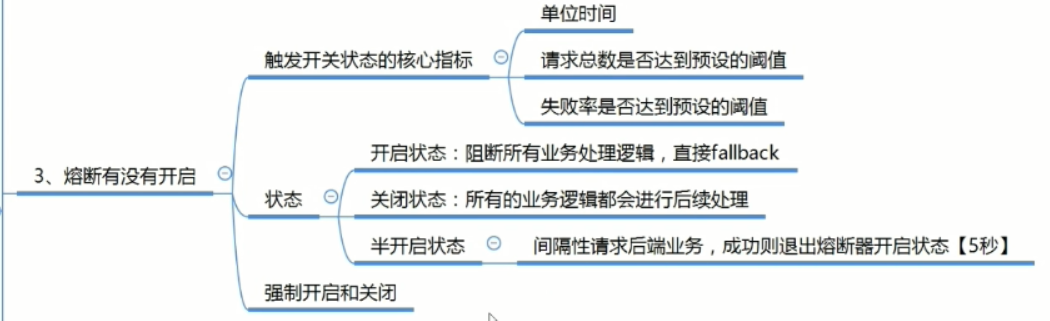 3、熔断有没有开启
触发开关状态的核心指标
单位时间
请求总数是否达到预设的阈值
失败率是否达到预设的阈值
状态
开启状态：阻断所有业务处理逻辑，直接fallback
关闭状态：所有的业务逻辑都会进行后续处理
半开启状态
间隔性请求后端业务，成功则退出熔断器开启状态【5秒】
强制开启和关闭